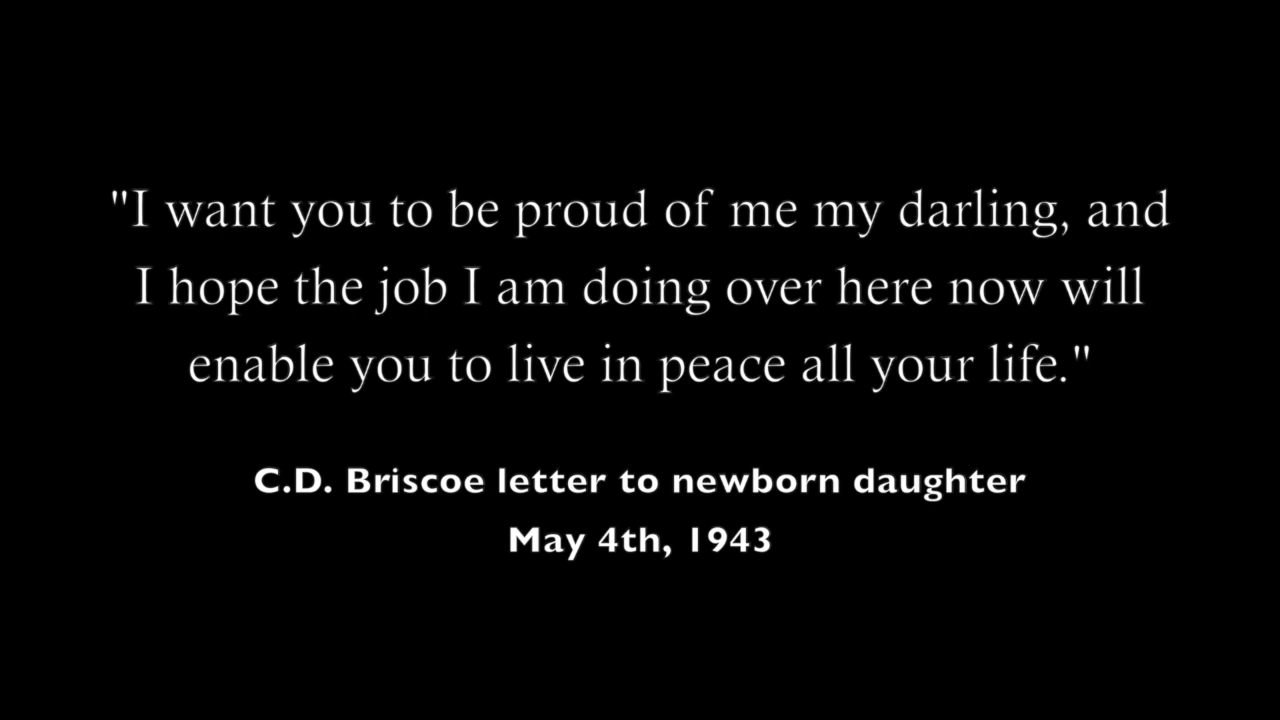 "I want you to be proud of me my darling, and
I hope the job I am doing over here now will
enable you to live in peace all your life."
C.D. Briscoe letter to newborn daughter
May 4th, 1943